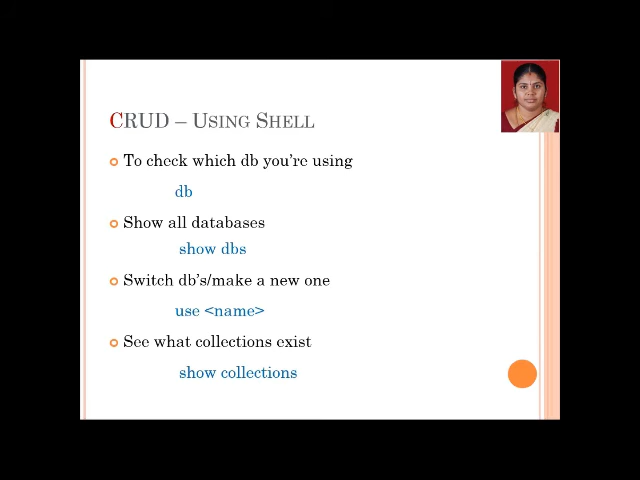 CRUD – USING SHELL
To check which db you're using
db
Show all databases
show dbs
Switch db's/make a new one
use <name>
See what collections exist
show collections